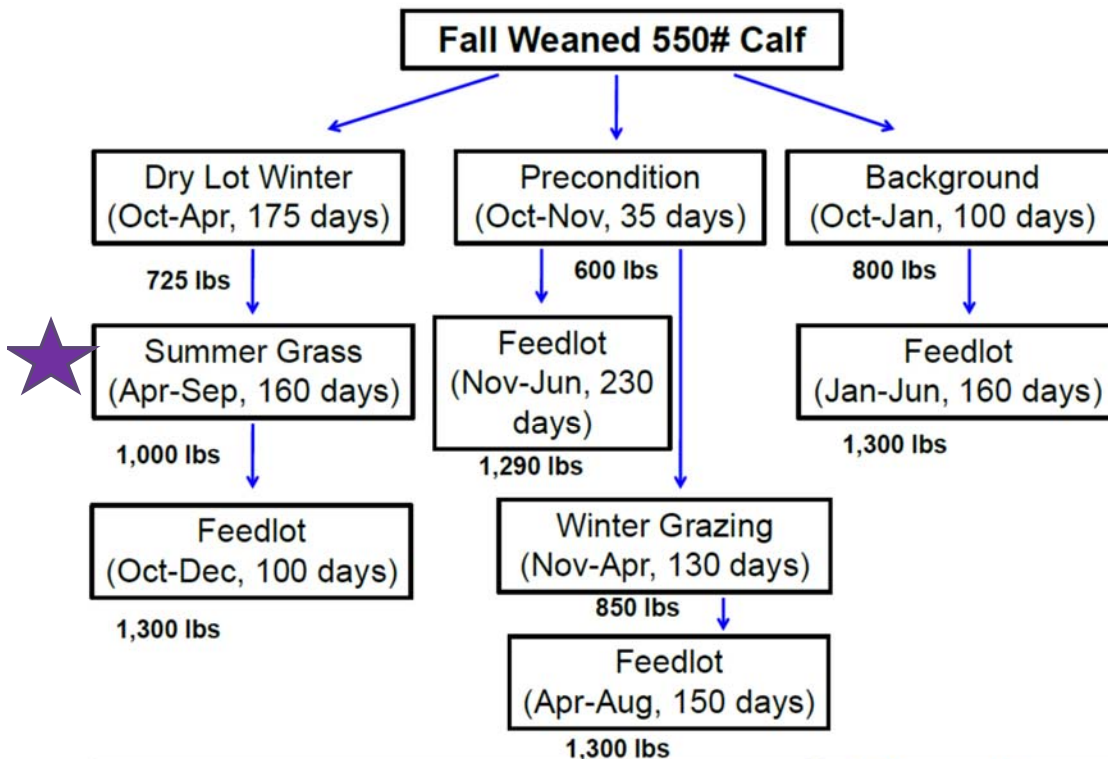 Fall Weaned 550# Calf
Dry Lot Winter
(Oct-Apr, 175 days)
725 lbs
Summer Grass
(Apr-Sep, 160 days)
1,000 lbs
Feedlot
(Oct-Dec, 100 days)
1,300 lbs
Precondition
(Oct-Nov, 35 days)
600 lbs
Feedlot
(Nov-Jun, 230
days)
1,290 lbs
Winter Grazing
(Nov-Apr, 130 days)
850 lbs
Feedlot
(Apr-Aug, 150 days)
1,300 lbs
Background
(Oct-Jan, 100 days)
800 lbs
Feedlot
(Jan-Jun, 160 days)
1,300 lbs